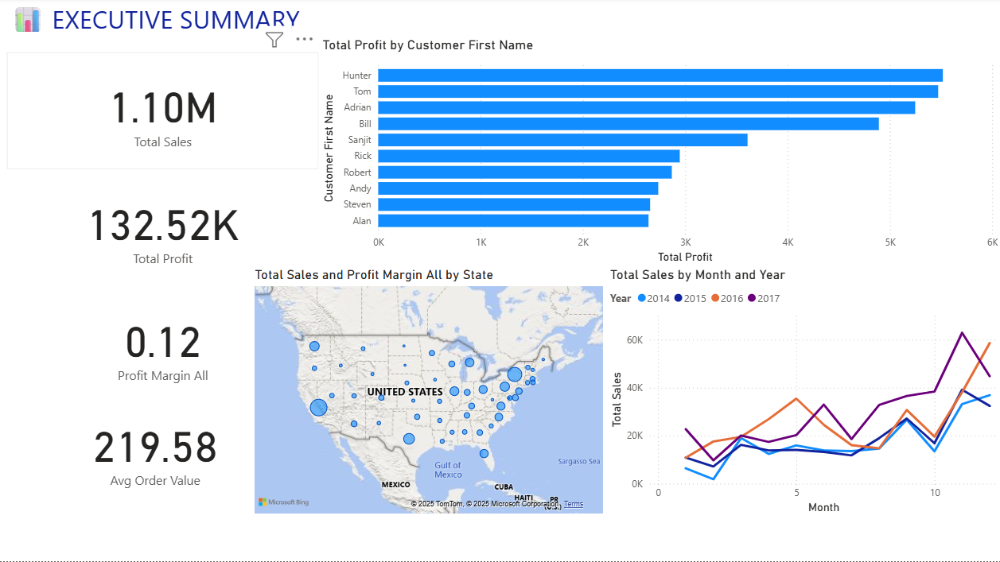 EXECUTIVE SUMMARY
1.10M
Total Sales
132.52K
Total Profit
0.12
Profit Margin All
219.58
Avg Order Value
Total Profit by Customer First Name
Customer First Name
Hunter
Tom
Adrian
Bill
Sanjit
Rick
Robert
Andy
Steven
Alan
0K 1K 2K 3K 4K 5K 6K
Total Profit
Total Sales and Profit Margin All by State
UNITED STATES
Gulf of
Mexico
Sargasso Sea
MEXICO
CUBA
HAITI
PR
(U.S.)
Microsoft Bing
© 2025 TomTom, © 2025 Microsoft Corporation Terms
Total Sales by Month and Year
Year 2014 2015 2016 2017
Total Sales
60K
40K
20K
0K
0 5 10
Month